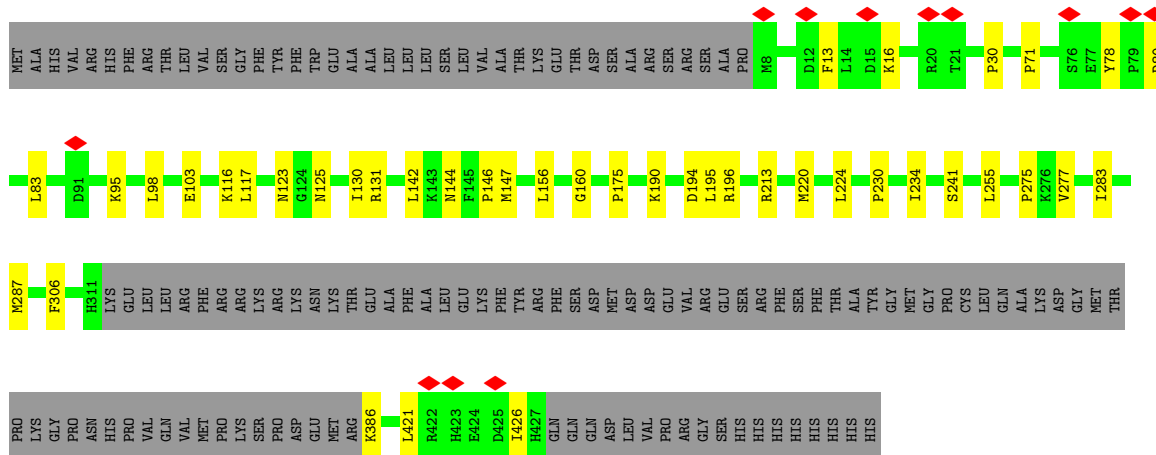 MET ALA HIS VAL ARG HIS PHE ARG THR LEU VAL SER GLY PHE TYR PHE TRP GLU ALA ALA LEU LEU LEU SER LEU VAL ALA THR LYS GLU THR ASP SER ALA ARG SER ARG SER ALA PRO M8 D12 F13 L14 D15 K16 R20 T21 P30 P71 S76 E77 Y78 P79
L83 D91 K95 L98 E103 K116 L117 N123 G124 N125 I130 R131 L142 K143 N144 F145 P146 M147 L156 G160 P175 K190 D194 L195 R196 R213 M220 L224 P230 I234 S241 L255 P275 K276 V277 I283
M287 F306 H311 LYS GLU LEU LEU ARG PHE ARG ARG LYS ARG LYS ASN LYS THR GLU ALA PHE ALA LEU GLU LYS PHE TYR ARG PHE SER ASP MET ASP ASP GLU VAL ARG GLU SER ARG PHE SER PHE THR ALA TYR GLY MET GLY PRO CYS LEU GLN ALA LYS ASP GLY MET THR
PRO LYS GLY PRO ASN HIS PRO VAL GLN VAL MET PRO LYS SER PRO ASP GLU MET ARG K386 L421 R422 H423 E424 D425 I426 H427 GLN GLN GLN ASP LEU VAL PRO ARG GLY SER HIS HIS HIS HIS HIS HIS HIS HIS